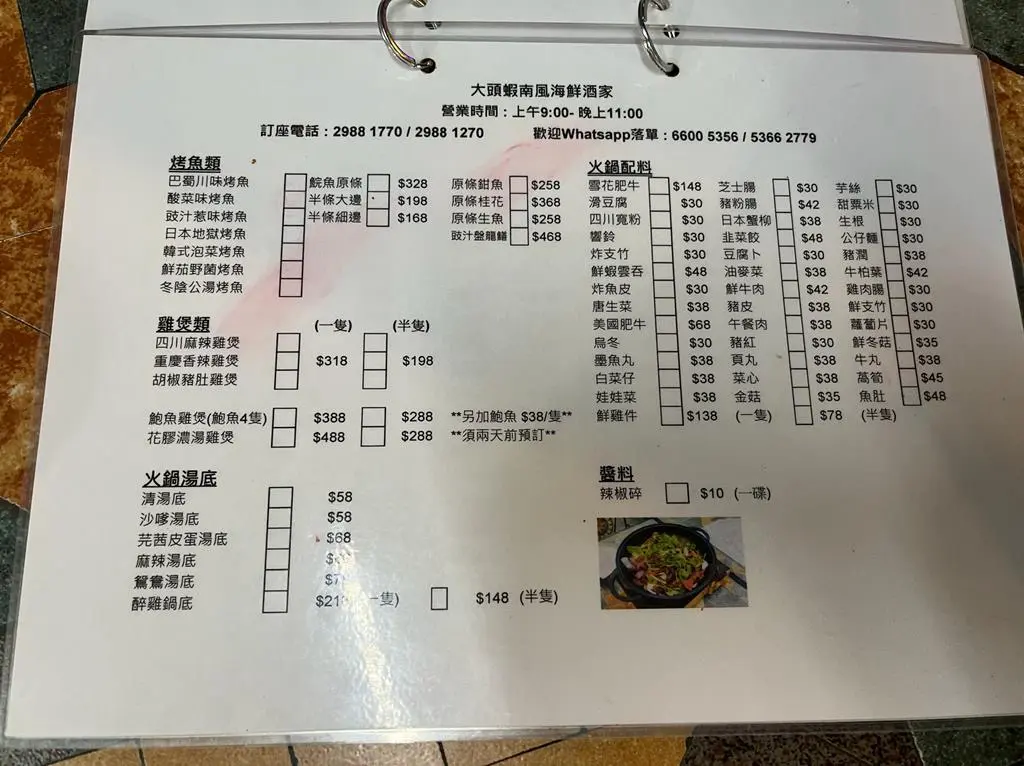 大頭蝦南風海鮮酒家
營業時間：上午9:00- 晚上11:00
訂座電話：2988 1770 / 2988 1270 歡迎Whatsapp落單：6600 5356 / 5366 2779
烤魚類
巴蜀川味烤魚 鯇魚原條 $328 原條鉗魚 $258
酸菜味烤魚 半條大邊 $198 原條桂花 $368
豉汁惹味烤魚 半條細邊 $168 原條生魚 $258
日本地獄烤魚 豉汁盤龍鱔 $468
韓式泡菜烤魚
鮮茄野菌烤魚
冬陰公湯烤魚
雞煲類 (一隻) (半隻)
四川麻辣雞煲
重慶香辣雞煲 $318 $198
胡椒豬肚雞煲
鮑魚雞煲(鮑魚4隻) $388 $288 **另加鮑魚 $38/隻**
花膠濃湯雞煲 $488 $288 **須兩天前預訂**
火鍋湯底
清湯底 $58
沙嗲湯底 $58
芫茜皮蛋湯底 $68
麻辣湯底
鴛鴦湯底
醉雞鍋底 一隻) $148 (半隻)
火鍋配料
雪花肥牛 $148 芝士腸 $30 芋絲 $30
滑豆腐 $30 豬粉腸 $42 甜粟米 $30
四川寬粉 $30 日本蟹柳 $38 生根 $30
響鈴 $30 韭菜餃 $48 公仔麵 $30
炸支竹 $30 豆腐卜 $30 豬潤 $38
鮮蝦雲吞 $48 油麥菜 $38 牛柏葉 $42
炸魚皮 $30 鮮牛肉 $42 雞肉腸 $30
唐生菜 $38 豬皮 $38 鮮支竹 $30
美國肥牛 $68 午餐肉 $38 蘿蔔片 $30
烏冬 $30 豬紅 $30 鮮冬菇 $38
墨魚丸 $38 貢丸 $38 牛丸 $38
白菜仔 $38 菜心 $38 萵筍 $45
娃娃菜 $38 金菇 $35 魚肚 $48
鮮雞件 $138 (一隻) $78 (半隻)
醬料
辣椒碎 $10 (一碟)